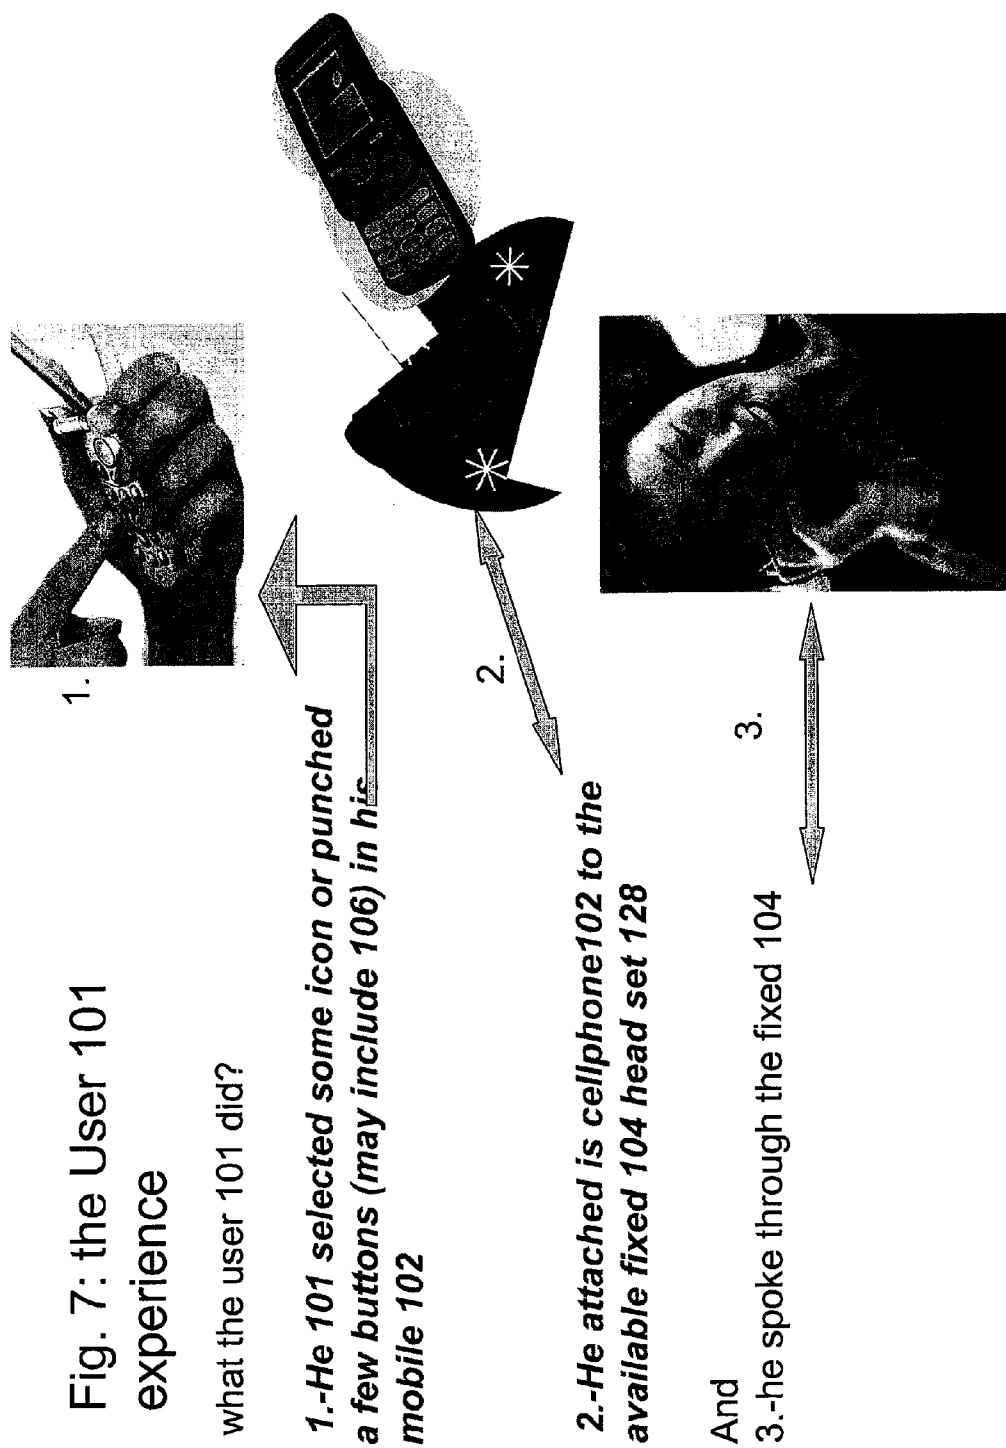 Fig. 7: the User 101
experience
what the user 101 did?
1.-He 101 selected some icon or punched
a few buttons (may include 106) in his
mobile 102
1.
2.-He attached is cellphone102 to the
available fixed 104 head set 128
2.
And
3.-he spoke through the fixed 104
3.